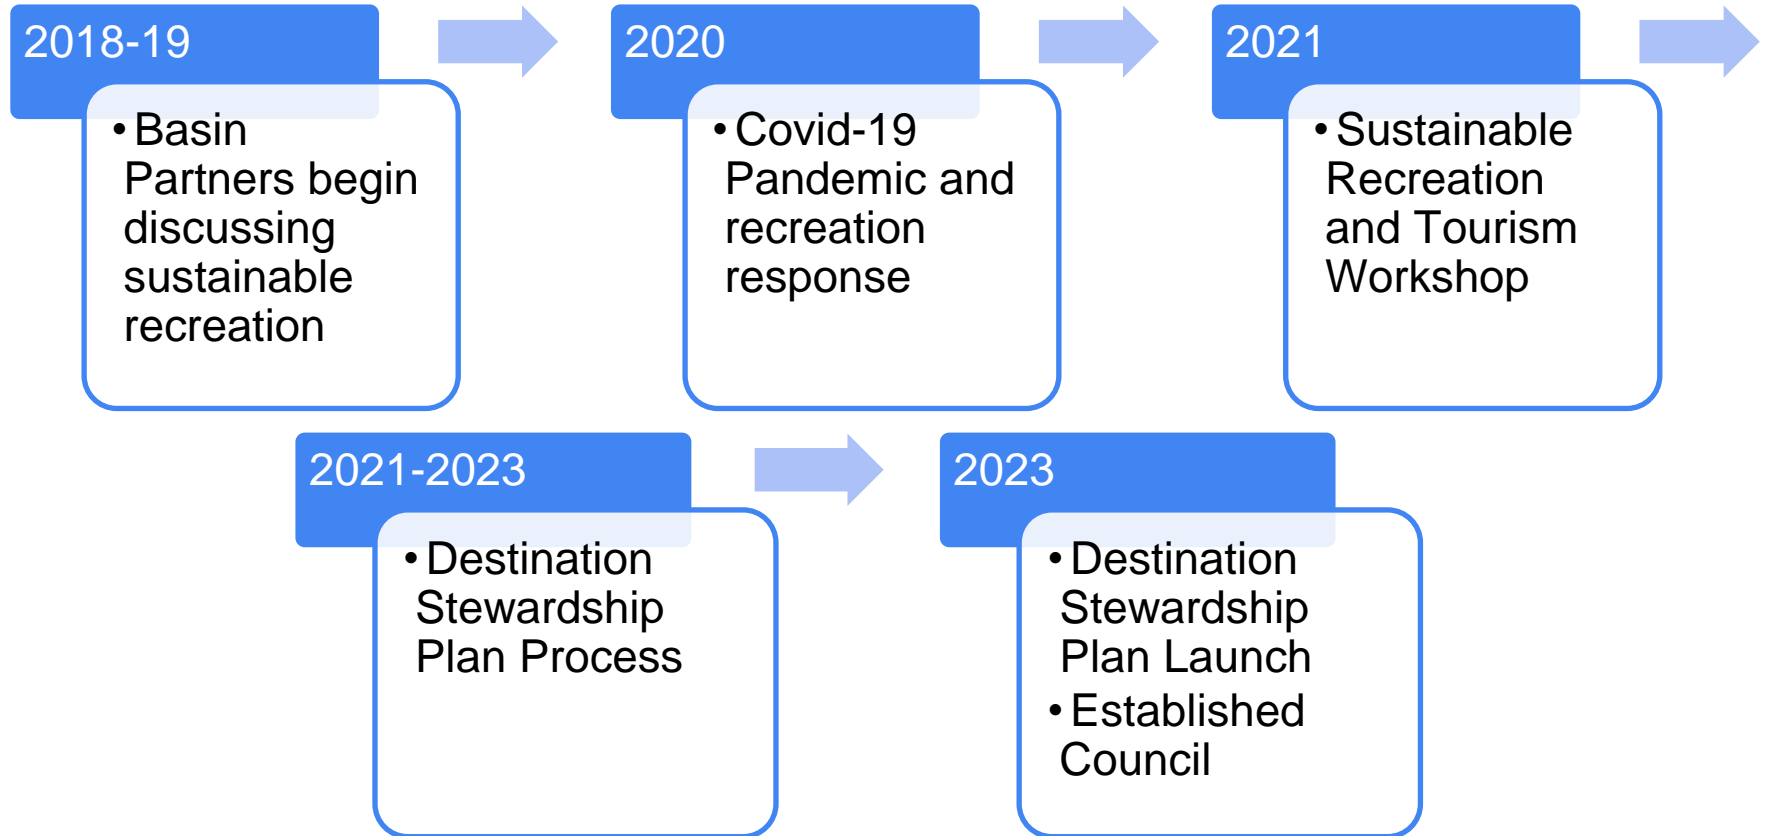 2018-19
• Basin
Partners begin
discussing
sustainable
recreation
2020
• Covid-19
Pandemic and
recreation
response
2021
• Sustainable
Recreation
and Tourism
Workshop
2021-2023
• Destination
Stewardship
Plan Process
2023
• Destination
Stewardship
Plan Launch
• Established
Council